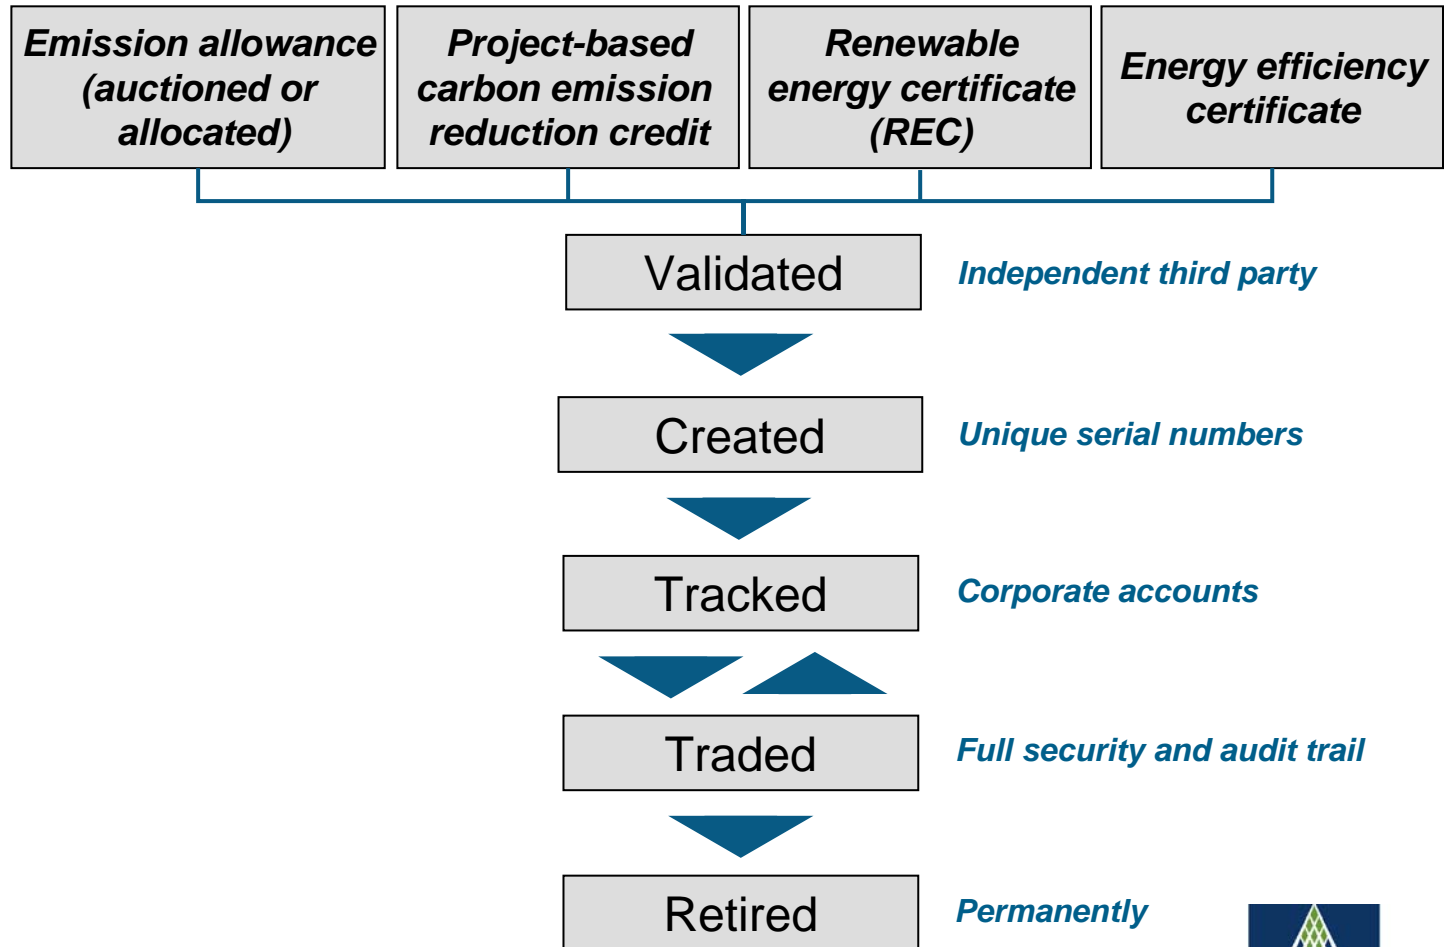 Emission allowance
(auctioned or
allocated)
Project-based
carbon emission
reduction credit
Renewable
energy certificate
(REC)
Energy efficiency
certificate
Validated
Independent third party
Created
Unique serial numbers
Tracked
Corporate accounts
Traded
Full security and audit trail
Retired
Permanently